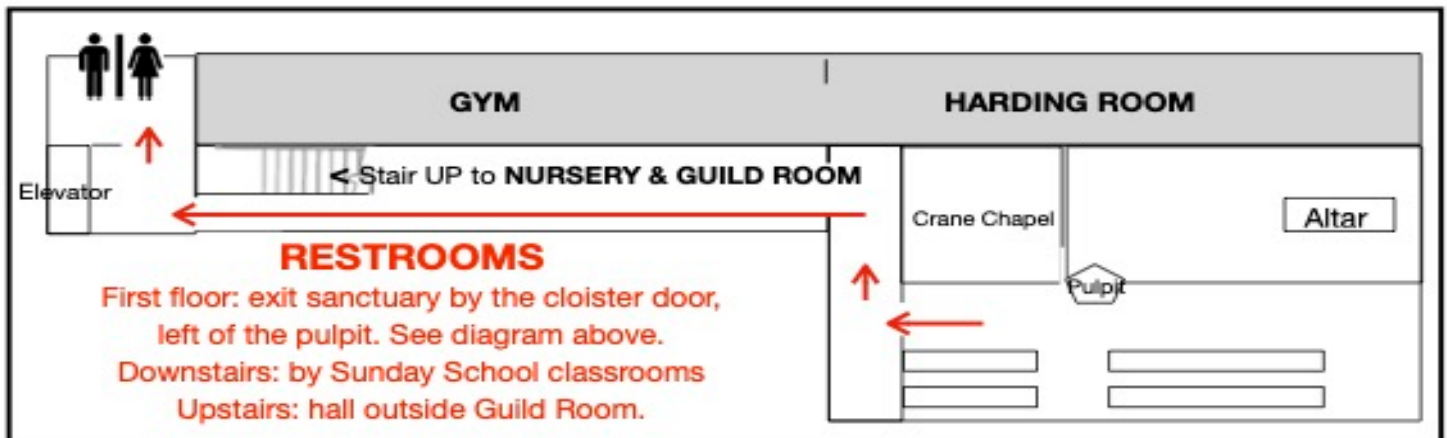 GYM
HARDING ROOM
< Stair UP to NURSERY & GUILD ROOM
Elevator
Crane Chapel
Altar
Pulpit
RESTROOMS
First floor: exit sanctuary by the cloister door,
left of the pulpit. See diagram above.
Downstairs: by Sunday School classrooms
Upstairs: hall outside Guild Room.